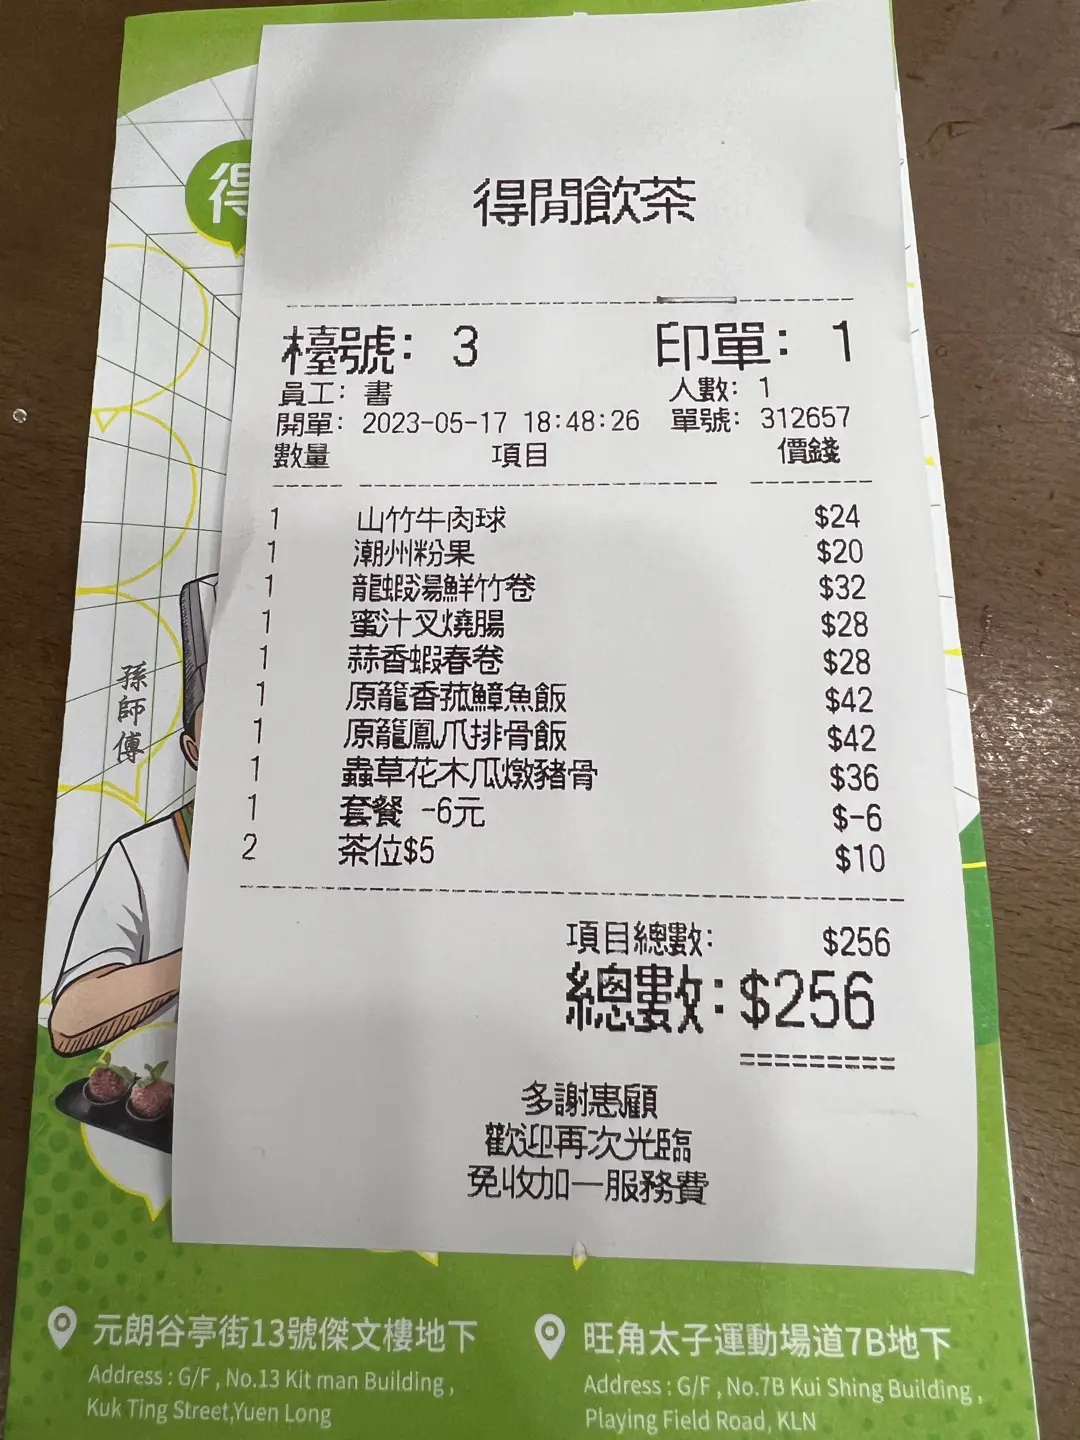 得
得閒飲茶
檯號: 3 印單: 1
員工: 書 人數: 1
開單: 2023-05-17 18:48:26 單號: 312657
數量 項目 價錢
1 山竹牛肉球 $24
1 潮州粉果 $20
1 龍蝦湯鮮竹卷 $32
1 蜜汁叉燒腸 $28
1 蒜香蝦春卷 $28
1 原籠香菰鱆魚飯 $42
1 原籠鳳爪排骨飯 $42
1 蟲草花木瓜燉豬骨 $36
1 套餐 -6元 $-6
2 茶位$5 $10
項目總數: $256
總數: $256
=========
多謝惠顧
歡迎再次光臨
免收加一服務費
孫師傅
元朗谷亭街13號傑文樓地下
Address : G/F , No.13 Kit man Building ,
Kuk Ting Street,Yuen Long
旺角太子運動場道7B地下
Address : G/F , No.7B Kui Shing Building ,
Playing Field Road, KLN